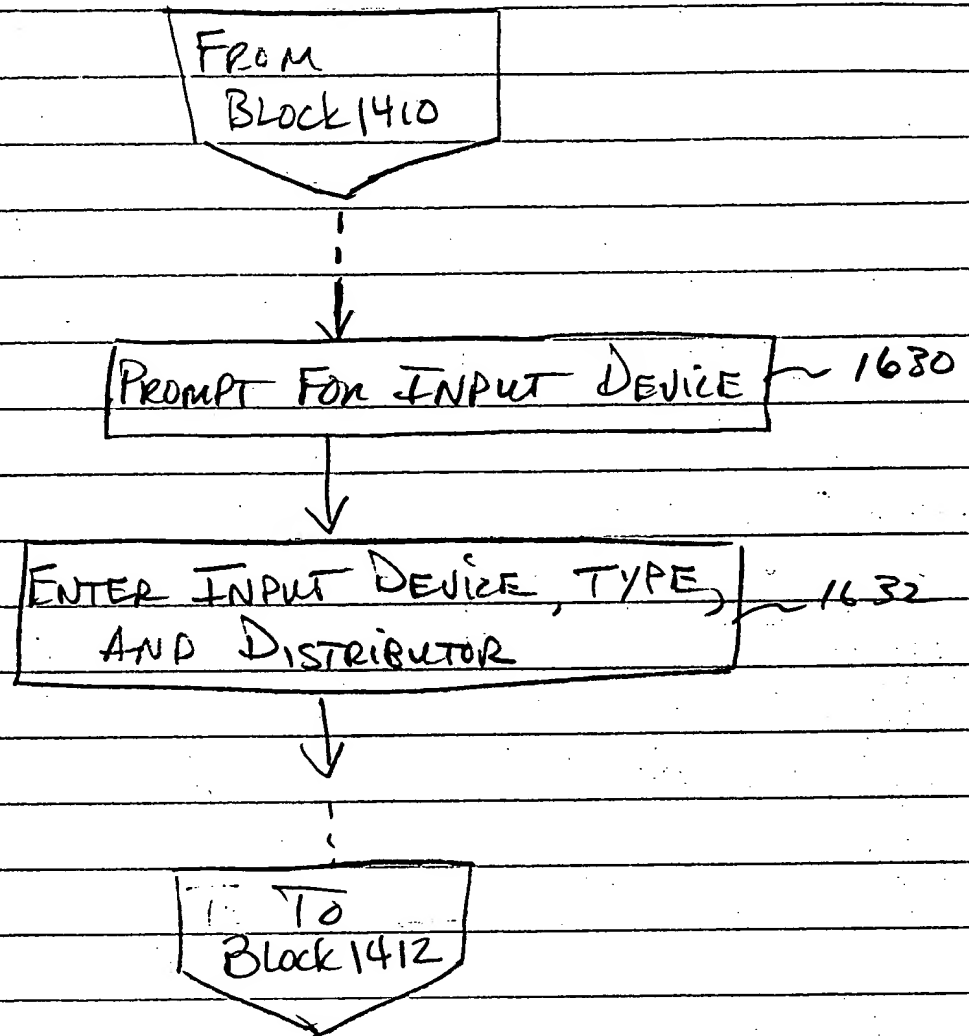 FROM
BLOCK 1410
PROMPT FOR INPUT DEVICE
1630
ENTER INPUT DEVICE, TYPE,
AND DISTRIBUTOR
1632
TO
BLOCK 1412